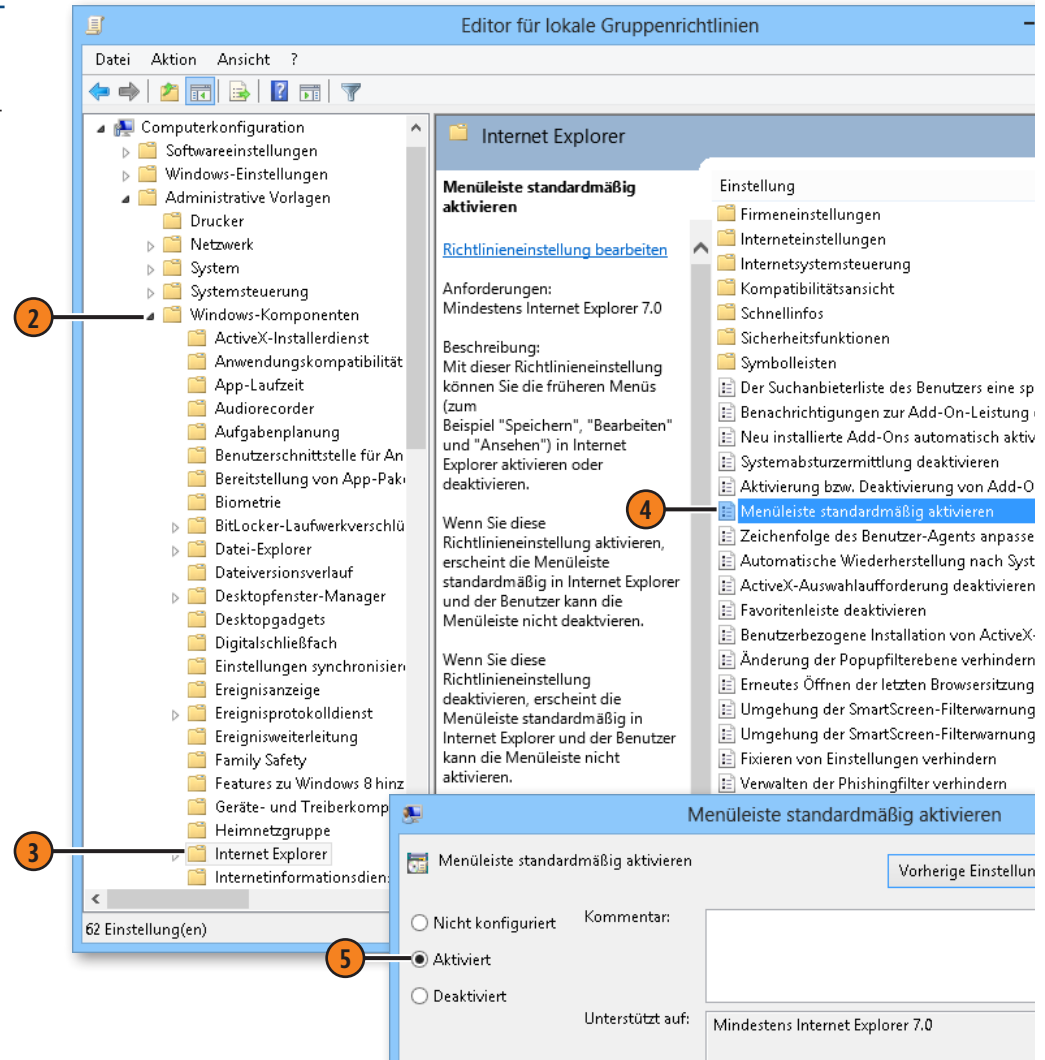 Editor für lokale Gruppenrichtlinien
Datei Aktion Ansicht ?
Computerkonfiguration
Softwareeinstellungen
Windows-Einstellungen
Administrative Vorlagen
Drucker
Netzwerk
System
Systemsteuerung
2
Windows-Komponenten
ActiveX-Installerdienst
Anwendungskompatibilität
App-Laufzeit
Audiorecorder
Aufgabenplanung
Benutzerschnittstelle für An
Bereitstellung von App-Pak
Biometrie
BitLocker-Laufwerkverschlü
Datei-Explorer
Dateiversionsverlauf
Desktopfenster-Manager
Desktopgadgets
Digitalschließfach
Einstellungen synchronisier
Ereignisanzeige
Ereignisprotokolldienst
Ereignisweiterleitung
Family Safety
Features zu Windows 8 hinz
Geräte- und Treiberkomp
Heimnetzgruppe
3
Internet Explorer
Internetinformationsdien
62 Einstellung(en)
Internet Explorer
Menüleiste standardmäßig
aktivieren
Richtlinieneinstellung bearbeiten
Anforderungen:
Mindestens Internet Explorer 7.0
Beschreibung:
Mit dieser Richtlinieneinstellung
können Sie die früheren Menüs
(zum
Beispiel "Speichern", "Bearbeiten"
und "Ansehen") in Internet
Explorer aktivieren oder
deaktivieren.
Wenn Sie diese
Richtlinieneinstellung aktivieren,
erscheint die Menüleiste
standardmäßig in Internet Explorer
und der Benutzer kann die
Menüleiste nicht deaktvieren.
Wenn Sie diese
Richtlinieneinstellung
deaktivieren, erscheint die
Menüleiste standardmäßig in
Internet Explorer und der Benutzer
kann die Menüleiste nicht
aktivieren.
Einstellung
Firmeneinstellungen
Interneteinstellungen
Internetsystemsteuerung
Kompatibilitätsansicht
Schnellinfos
Sicherheitsfunktionen
Symbolleisten
Der Suchanbieterliste des Benutzers eine sp
Benachrichtigungen zur Add-On-Leistung
Neu installierte Add-Ons automatisch aktiv
Systemabsturzermittlung deaktivieren
Aktivierung bzw. Deaktivierung von Add-O
4
Menüleiste standardmäßig aktivieren
Zeichenfolge des Benutzer-Agents anpasse
Automatische Wiederherstellung nach Syst
ActiveX-Auswahlaufforderung deaktivieren
Favoritenleiste deaktivieren
Benutzerbezogene Installation von ActiveX-
Änderung der Popupfilterebene verhindern
Erneutes Öffnen der letzten Browsersitzung
Umgehung der SmartScreen-Filterwarnung
Umgehung der SmartScreen-Filterwarnung
Fixieren von Einstellungen verhindern
Verwalten der Phishingfilter verhindern
Menüleiste standardmäßig aktivieren
Menüleiste standardmäßig aktivieren
Vorherige Einstellun
Nicht konfiguriert
Kommentar:
5
Aktiviert
Deaktiviert
Unterstützt auf:
Mindestens Internet Explorer 7.0